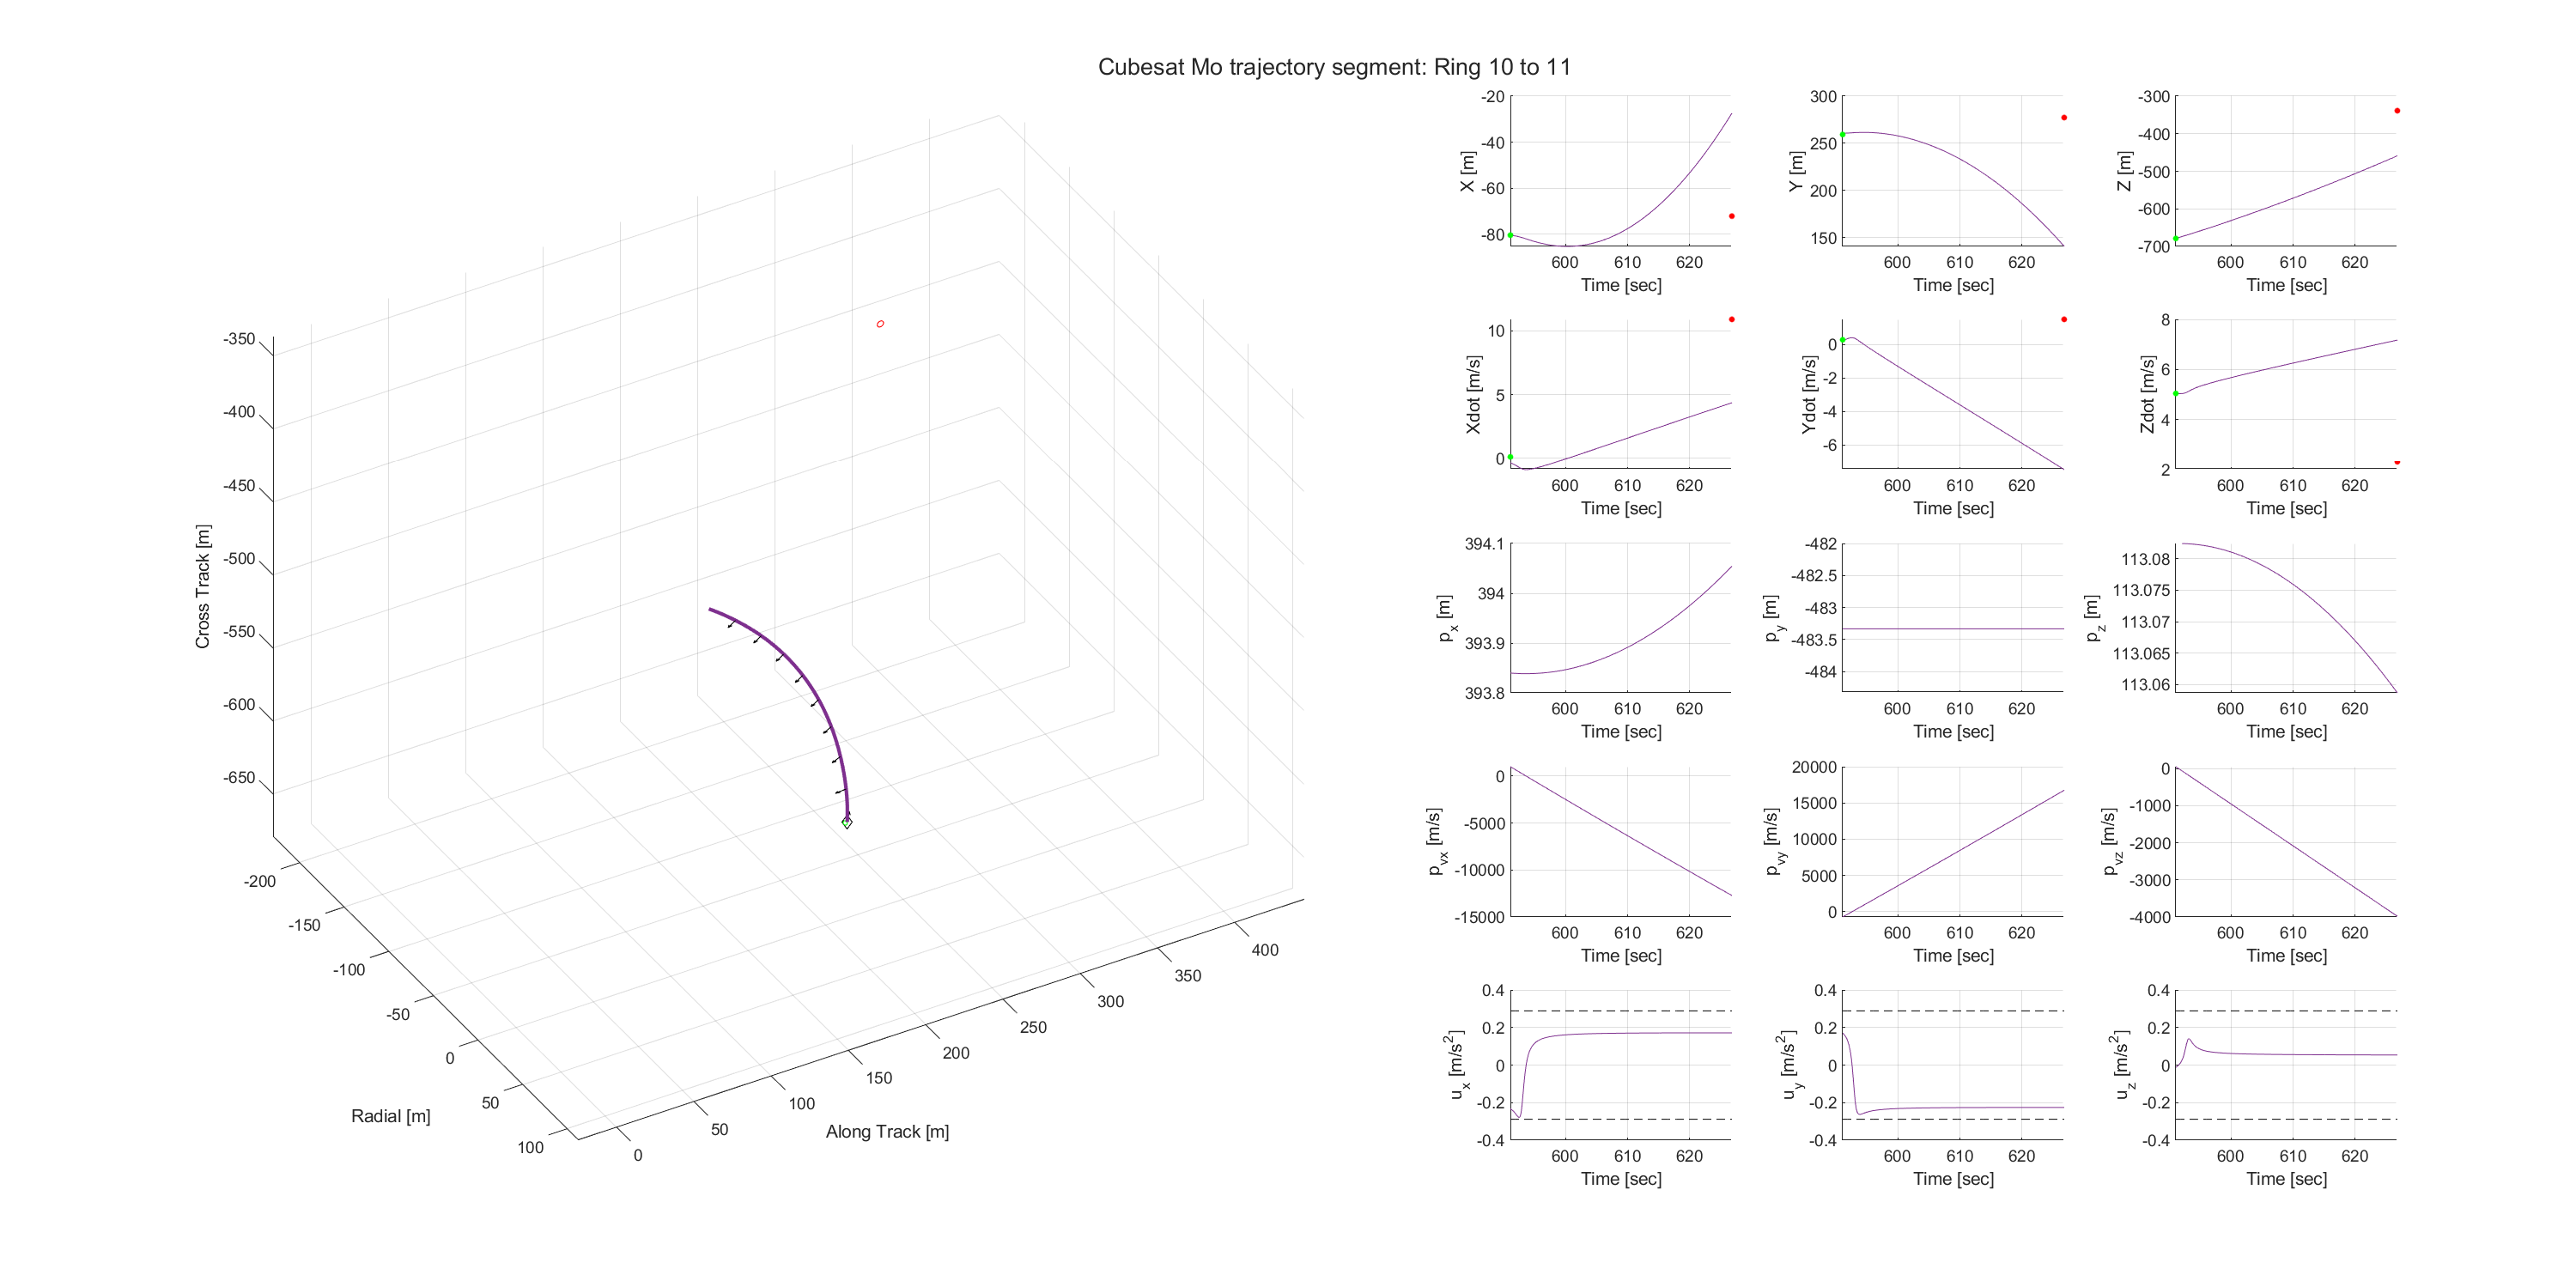 Cubesat Mo trajectory segment: Ring 10 to 11
-350
-400
-450
-500
-550
-600
-650
Cross Track [m]
-200
-150
-100
-50
0
50
100
Radial [m]
0
50
100
150
200
250
300
350
400
Along Track [m]
-20
-40
-60
-80
X [m]
600 610 620
Time [sec]
300
250
200
150
Y [m]
600 610 620
Time [sec]
-300
-400
-500
-600
-700
Z [m]
600 610 620
Time [sec]
10
5
0
Xdot [m/s]
600 610 620
Time [sec]
0
-2
-4
-6
Ydot [m/s]
600 610 620
Time [sec]
8
6
4
2
Zdot [m/s]
600 610 620
Time [sec]
394.1
394
393.9
393.8
p_x [m]
600 610 620
Time [sec]
-482
-482.5
-483
-483.5
-484
p_y [m]
600 610 620
Time [sec]
113.08
113.075
113.07
113.065
113.06
p_z [m]
600 610 620
Time [sec]
0
-5000
-10000
-15000
p_vx [m/s]
600 610 620
Time [sec]
20000
15000
10000
5000
0
p_vy [m/s]
600 610 620
Time [sec]
0
-1000
-2000
-3000
-4000
p_vz [m/s]
600 610 620
Time [sec]
0.4
0.2
0
-0.2
-0.4
u_x [m/s²]
600 610 620
Time [sec]
0.4
0.2
0
-0.2
-0.4
u_y [m/s²]
600 610 620
Time [sec]
0.4
0.2
0
-0.2
-0.4
u_z [m/s²]
600 610 620
Time [sec]